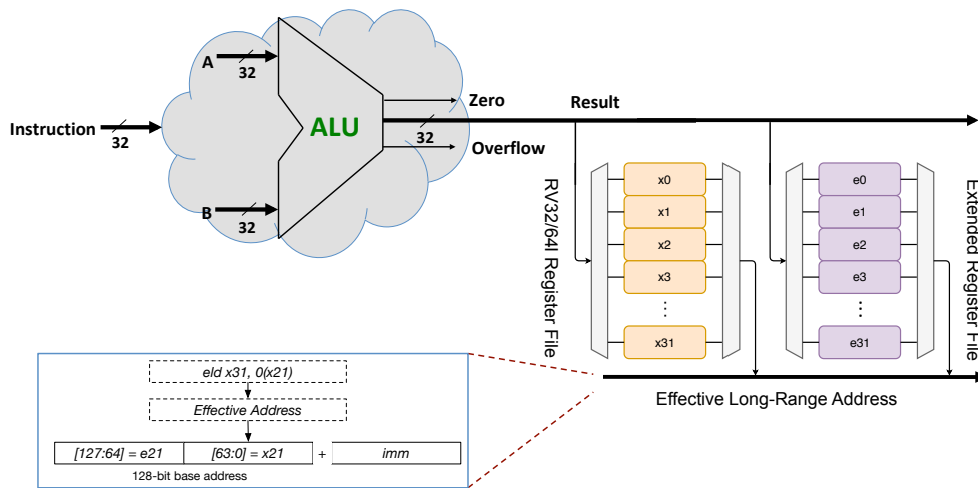 A
32
Instruction
32
ALU
B
32
Zero
32
Overflow
Result
RV32/64I Register File
x0
x1
x2
x3
x31
e0
e1
e2
e3
e31
Extended Register File
Effective Long-Range Address
eld x31, 0(x21)
Effective Address
[127:64] = e21
[63:0] = x21
+
imm
128-bit base address